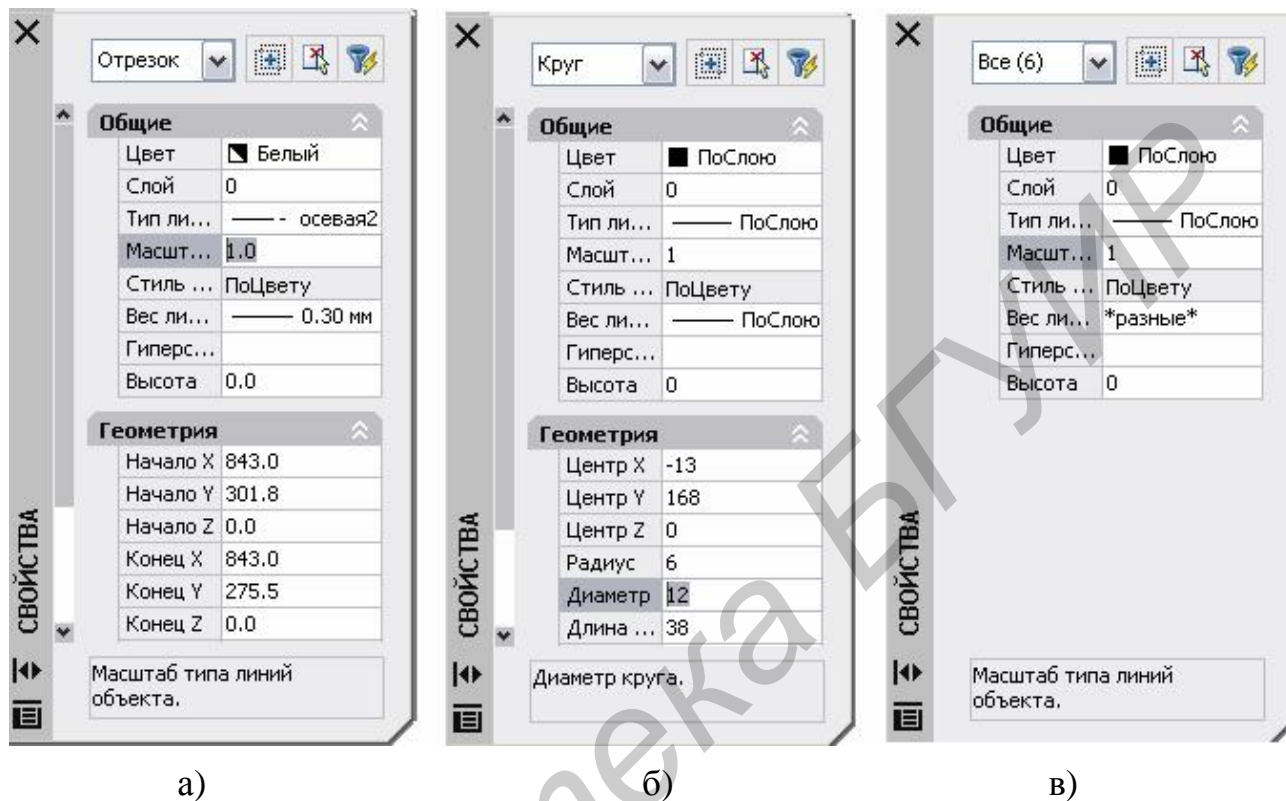 Отрезок
Общие
Цвет Белый
Слой 0
Тип ли... осевая2
Масшт... 1.0
Стиль ... ПоЦвету
Вес ли... 0.30 мм
Гиперс...
Высота 0.0
Геометрия
Начало X 843.0
Начало Y 301.8
Начало Z 0.0
Конец X 843.0
Конец Y 275.5
Конец Z 0.0
СВОЙСТВА
Масштаб типа линий
объекта.
а)
Круг
Общие
Цвет ПоСлою
Слой 0
Тип ли... ПоСлою
Масшт... 1
Стиль ... ПоЦвету
Вес ли... ПоСлою
Гиперс...
Высота 0
Геометрия
Центр X -13
Центр Y 168
Центр Z 0
Радиус 6
Диаметр 12
Длина ... 38
СВОЙСТВА
Диаметр круга.
б)
Все (6)
Общие
Цвет ПоСлою
Слой 0
Тип ли... ПоСлою
Масшт... 1
Стиль ... ПоЦвету
Вес ли... *разные*
Гиперс...
Высота 0
СВОЙСТВА
Масштаб типа линий
объекта.
в)
тека БГУИР